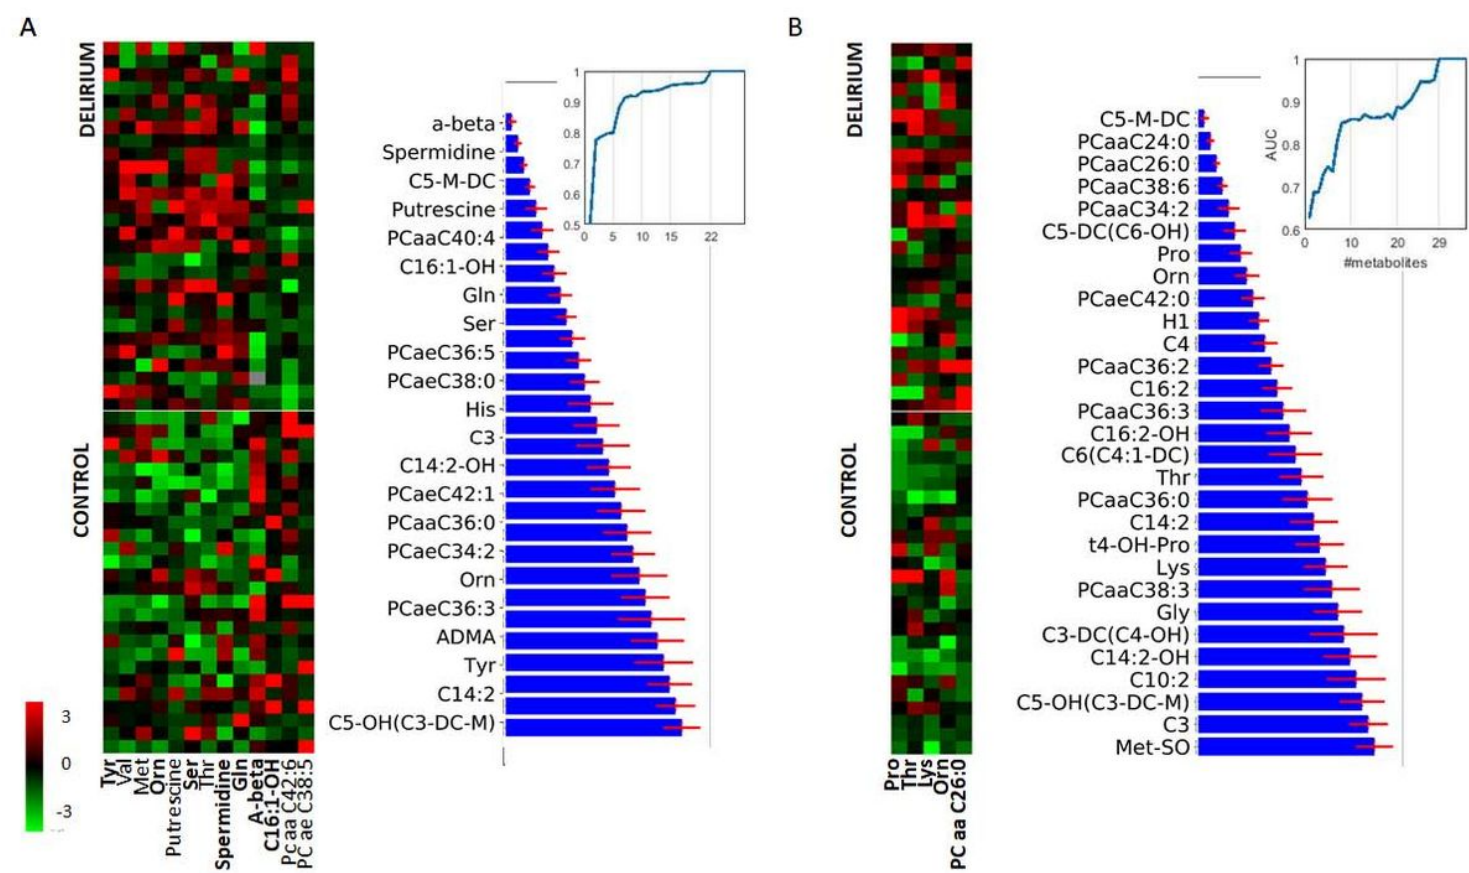 A
DELIRIUM
CONTROL
3
0
-3
Tyr
Val
Met
Orn
Putrescine
Ser
Thr
Spermidine
Gln
A-beta
C16:1-OH
Pc aa C42:6
PC ae C38:5
a-beta
Spermidine
C5-M-DC
Putrescine
PCaaC40:4
C16:1-OH
Gln
Ser
PCaeC36:5
PCaeC38:0
His
C3
C14:2-OH
PCaeC42:1
PCaaC36:0
PCaeC34:2
Orn
PCaeC36:3
ADMA
Tyr
C14:2
C5-OH(C3-DC-M)
1
0.9
0.8
0.7
0.6
0.5
0 5 10 15 22
B
DELIRIUM
CONTROL
Pro
Thr
Lys
Orn
PC aa C26:0
C5-M-DC
PCaaC24:0
PCaaC26:0
PCaaC38:6
PCaaC34:2
C5-DC(C6-OH)
Pro
Orn
PCaeC42:0
H1
C4
PCaaC36:2
C16:2
PCaaC36:3
C16:2-OH
C6(C4:1-DC)
Thr
PCaaC36:0
C14:2
t4-OH-Pro
Lys
PCaaC38:3
Gly
C3-DC(C4-OH)
C14:2-OH
C10:2
C5-OH(C3-DC-M)
C3
Met-SO
1
0.9
0.8
0.7
0.6
AUC
0 10 20 29
#metabolites